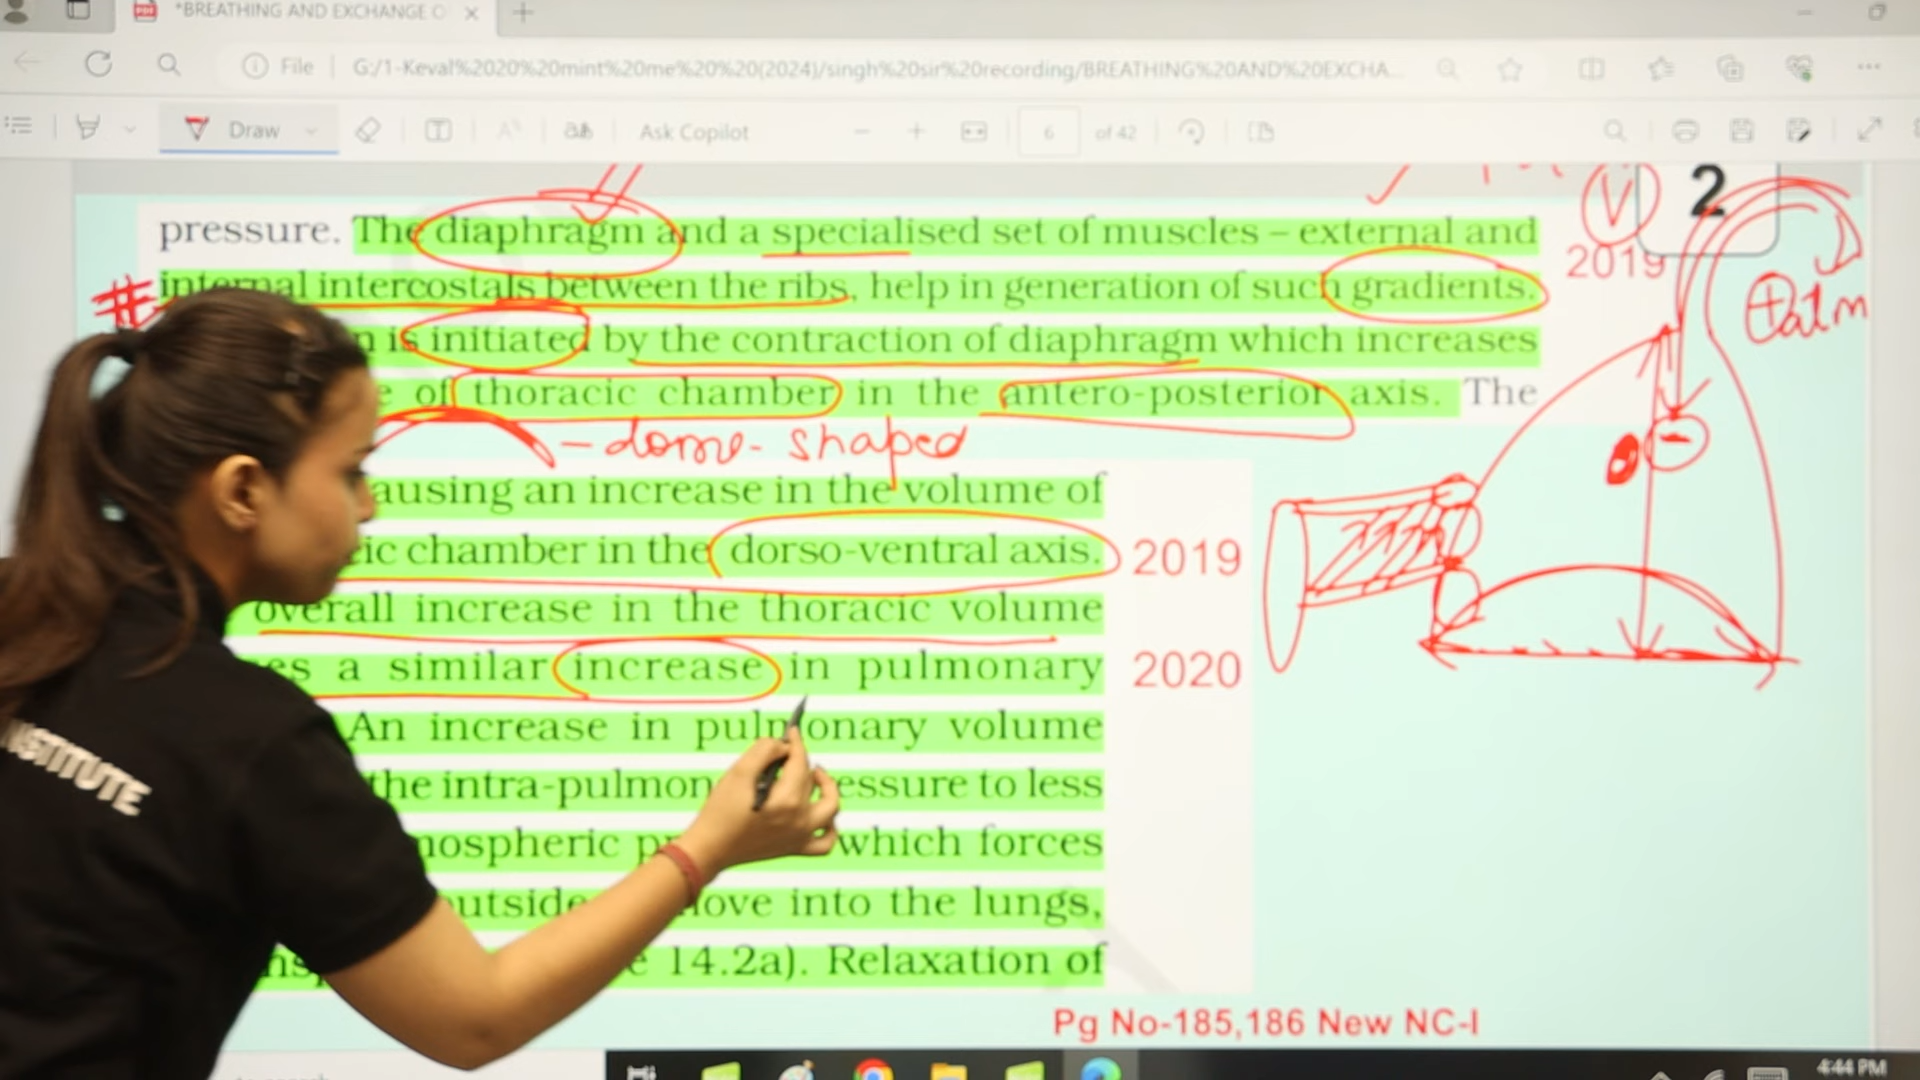 *BREATHING AND EXCHANGE O
File G:/1-Keval%2020%20mint%20me%20%20(2024)/singh%20sir%20recording/BREATHING%20AND%20EXCHA...
Draw Ask Copilot 6 of 42
2
V
pressure. The diaphragm and a specialised set of muscles – external and
2019
# internal intercostals between the ribs, help in generation of such gradients.
+ atm
is initiated by the contraction of diaphragm which increases
of thoracic chamber in the antero-posterior axis. The
– dome-shaped
ausing an increase in the volume of
ic chamber in the dorso-ventral axis. 2019
overall increase in the thoracic volume
es a similar increase in pulmonary 2020
An increase in pulmonary volume
the intra-pulmon essure to less
mospheric p which forces
utside ove into the lungs,
14.2a). Relaxation of
Pg No-185,186 New NC-I
NSTITUTE
4:44 PM